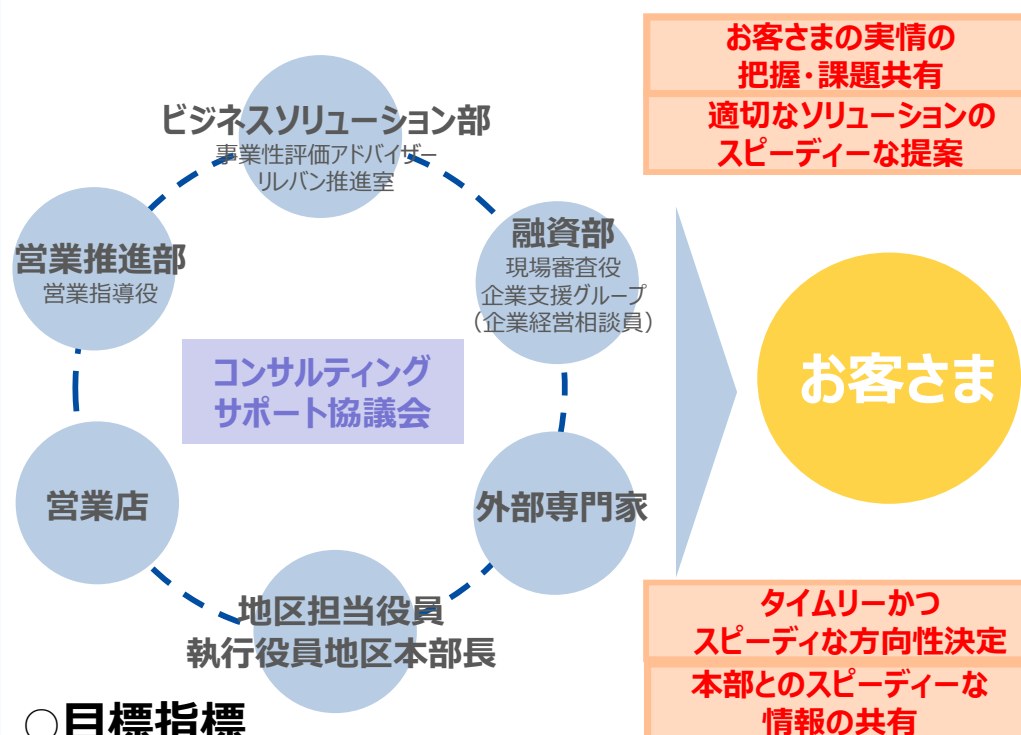 お客さまの実情の
把握・課題共有
適切なソリューションの
スピーディーな提案
ビジネスソリューション部
事業性評価アドバイザー
リレバン推進室
営業推進部
営業指導役
融資部
現場審査役
企業支援グループ
（企業経営相談員）
コンサルティング
サポート協議会
お客さま
営業店
外部専門家
地区担当役員
執行役員地区本部長
タイムリーかつ
スピーディな方向性決定
本部とのスピーディーな
情報の共有
○目標指標